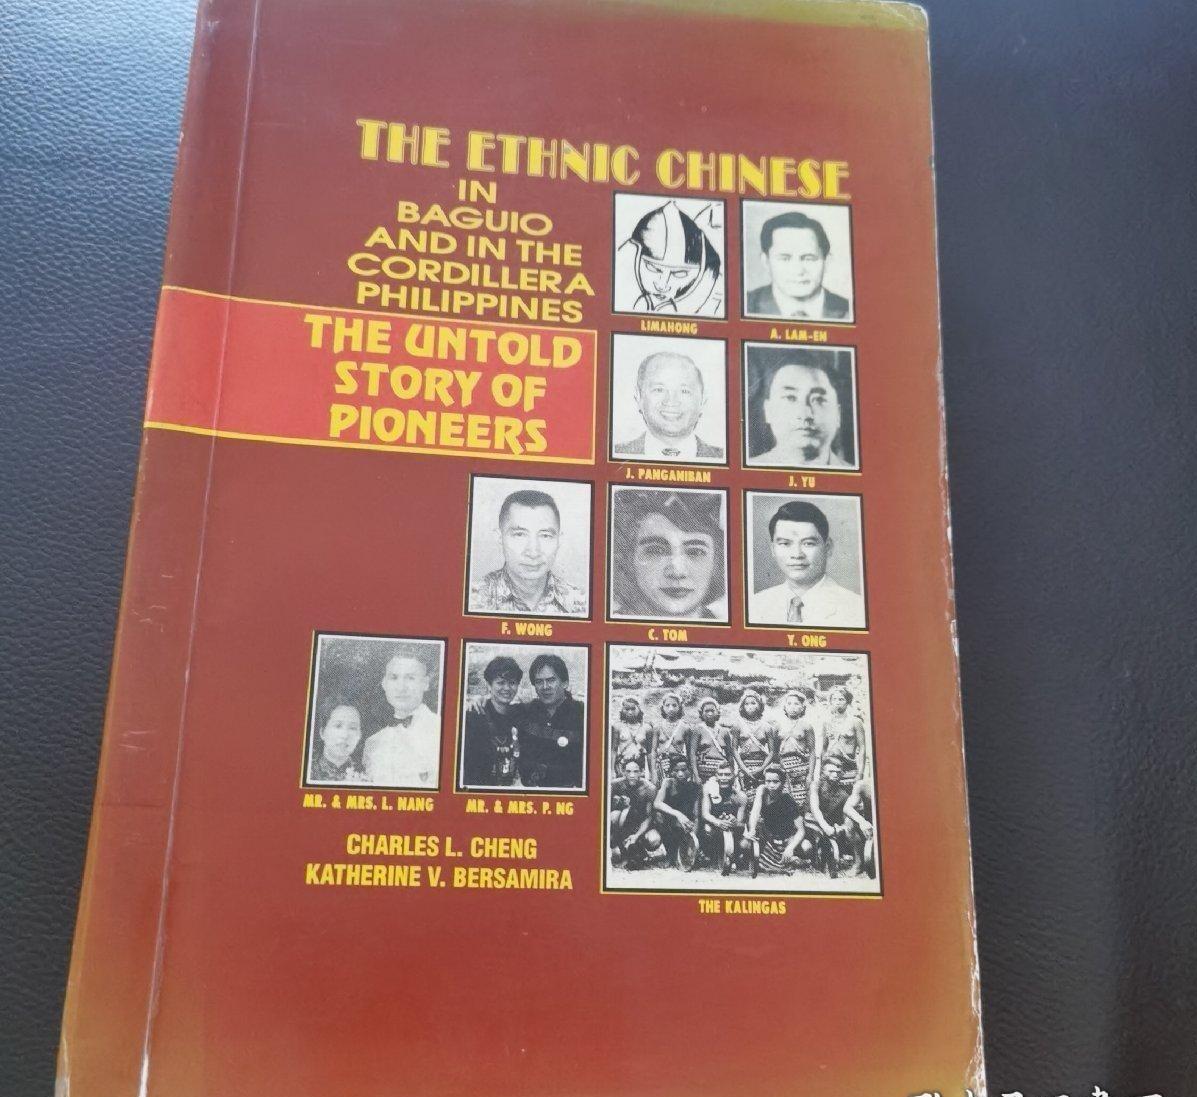 THE ETHNIC CHINESE
IN
BAGUIO
AND IN THE
CORDILLERA
PHILIPPINES
THE UNTOLD
STORY OF
PIONEERS
LIMAHONG
A. LAM-EN
J. PANGANIBAN
J. YU
F. WONG
C. TOM
Y. ONG
MR. & MRS. L. NANG
MR. & MRS. P. NG
THE KALINGAS
CHARLES L. CHENG
KATHERINE V. BERSAMIRA